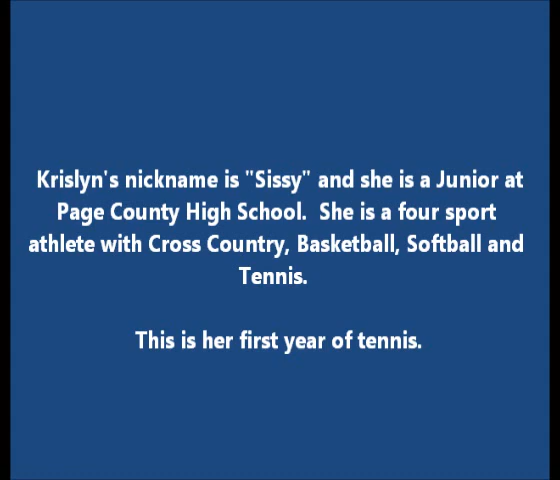 Krislyn's nickname is "Sissy" and she is a Junior at
Page County High School.  She is a four sport
athlete with Cross Country, Basketball, Softball and
Tennis.
This is her first year of tennis.